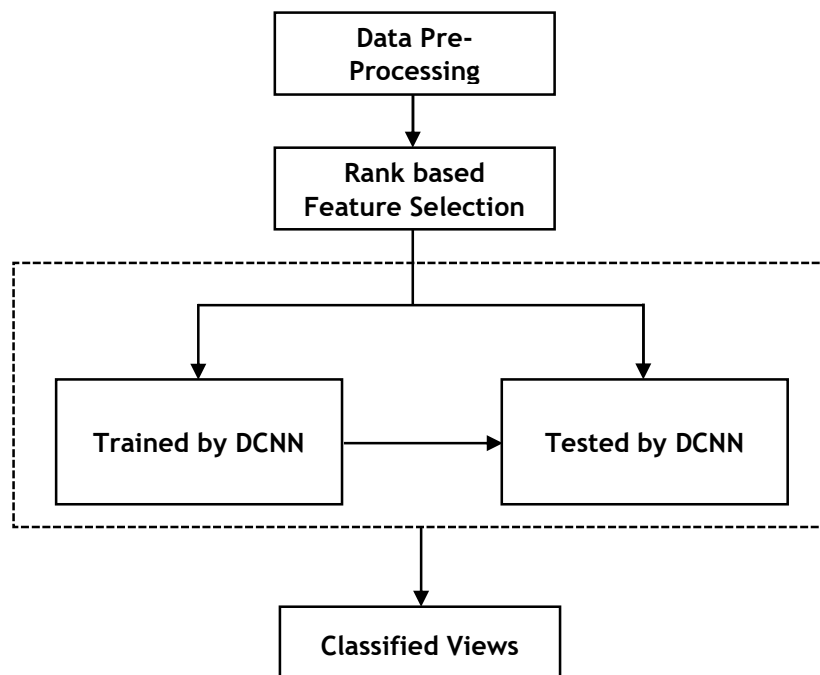 Data Pre-
Processing
Rank based
Feature Selection
Trained by DCNN
Tested by DCNN
Classified Views